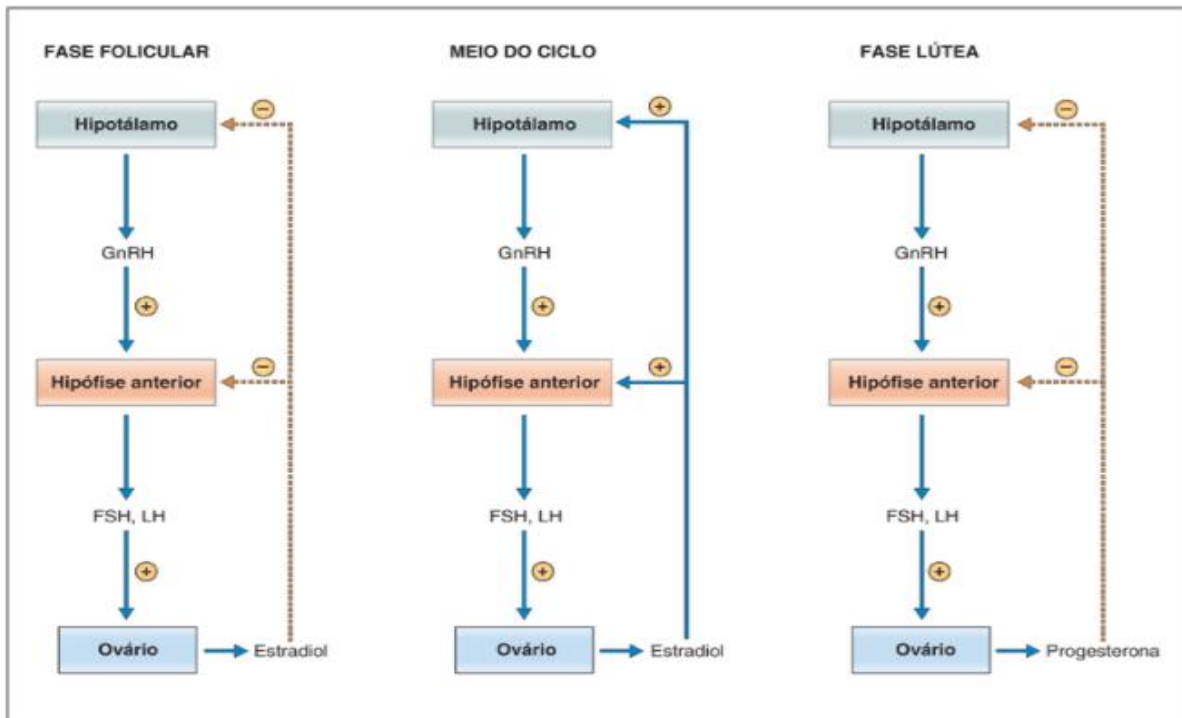 FASE FOLICULAR
Hipotálamo
−
GnRH
+
Hipófise anterior
−
FSH, LH
+
Ovário
Estradiol
MEIO DO CICLO
Hipotálamo
+
GnRH
+
Hipófise anterior
+
FSH, LH
+
Ovário
Estradiol
FASE LÚTEA
Hipotálamo
−
GnRH
+
Hipófise anterior
−
FSH, LH
+
Ovário
Progesterona